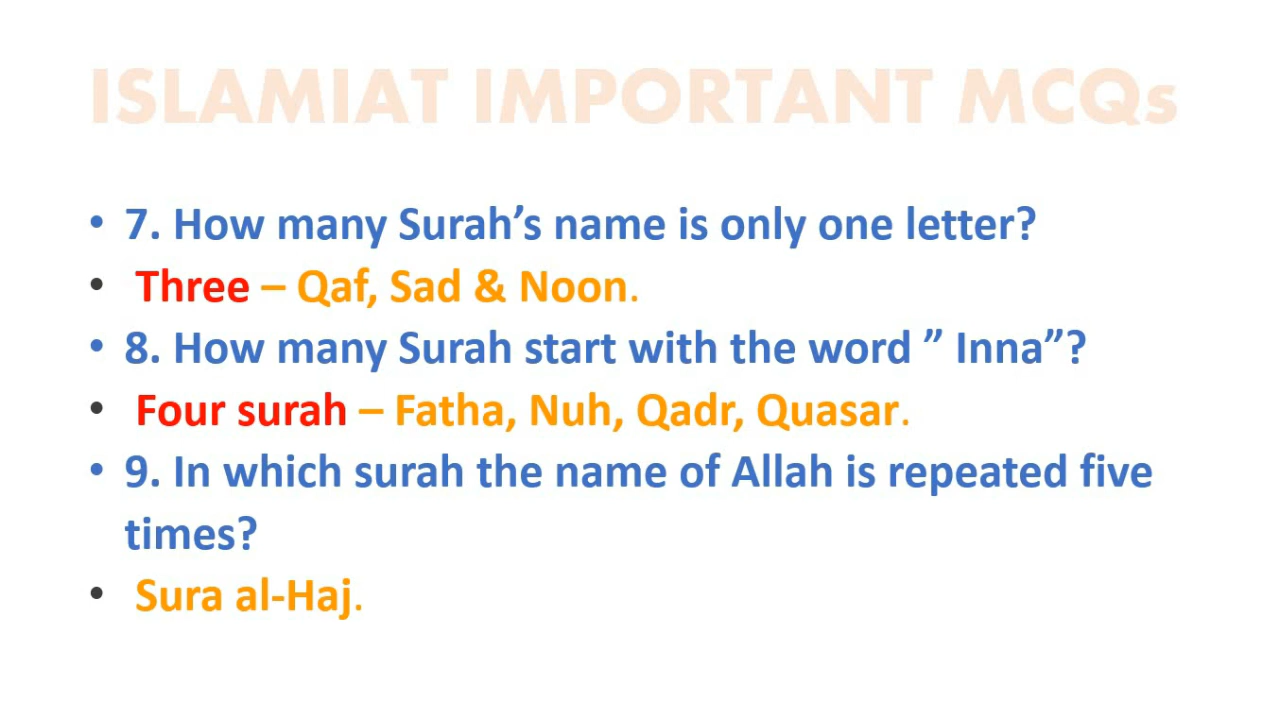 ISLAMIAT IMPORTANT MCQs
• 7. How many Surah’s name is only one letter?
• Three – Qaf, Sad & Noon.
• 8. How many Surah start with the word ” Inna”?
• Four surah – Fatha, Nuh, Qadr, Quasar.
• 9. In which surah the name of Allah is repeated five
times?
• Sura al-Haj.